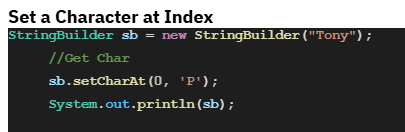 Set a Character at Index
StringBuilder sb = new StringBuilder("Tony");
//Get Char
sb.setCharAt(0, 'P');
System.out.println(sb);